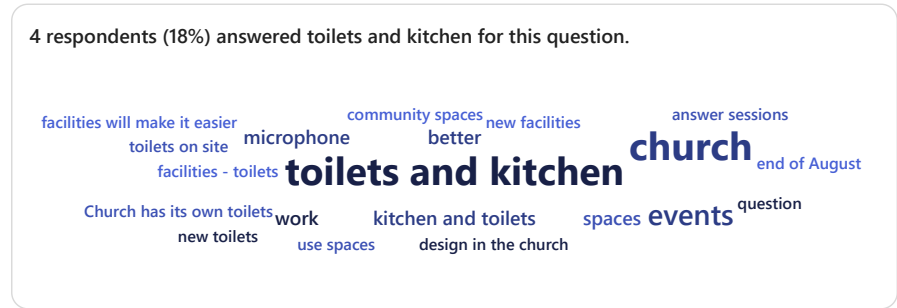 4 respondents (18%) answered toilets and kitchen for this question.
community spaces
answer sessions
facilities will make it easier
new facilities
microphone
better
toilets on site
church
end of August
facilities - toilets
toilets and kitchen
question
Church has its own toilets
work
kitchen and toilets
spaces
events
new toilets
use spaces
design in the church